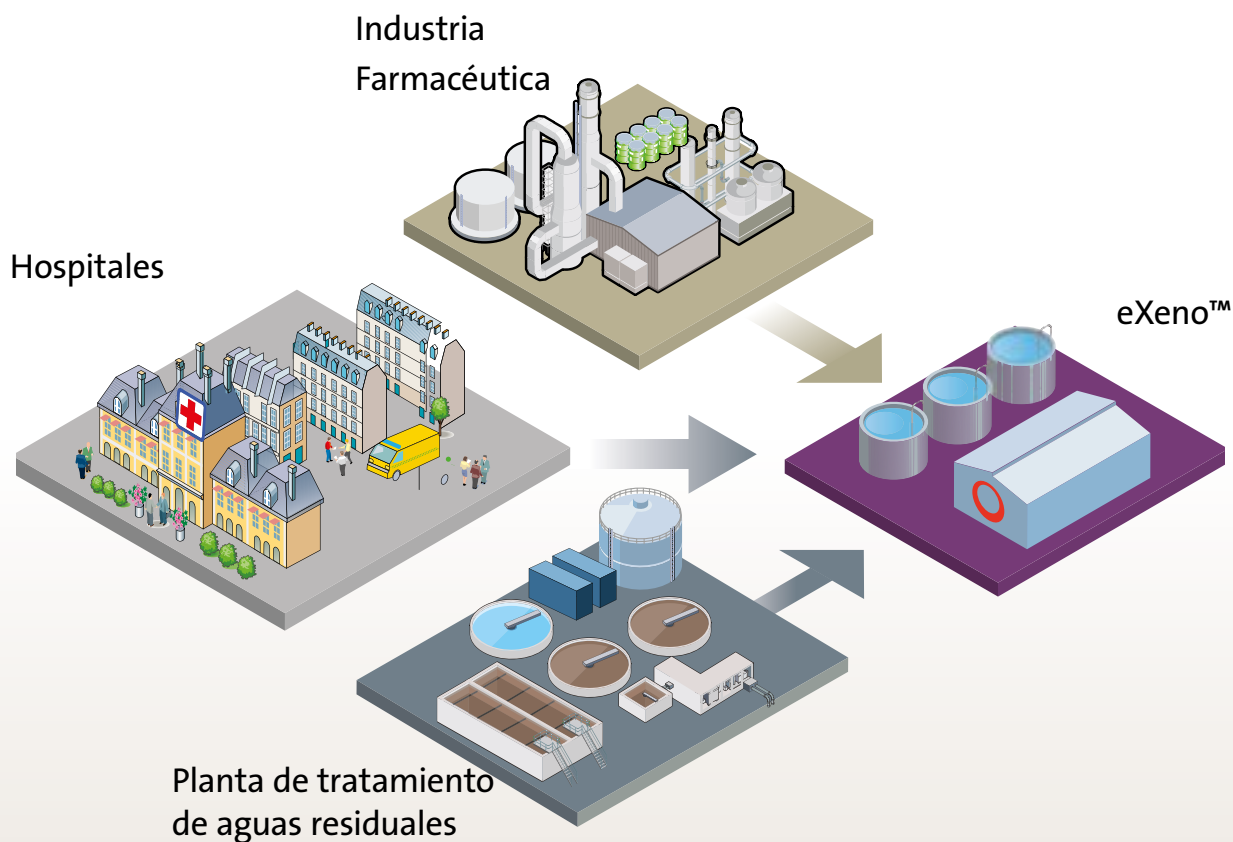 Industria
Farmacéutica
Hospitales
eXeno™
Planta de tratamiento
de aguas residuales